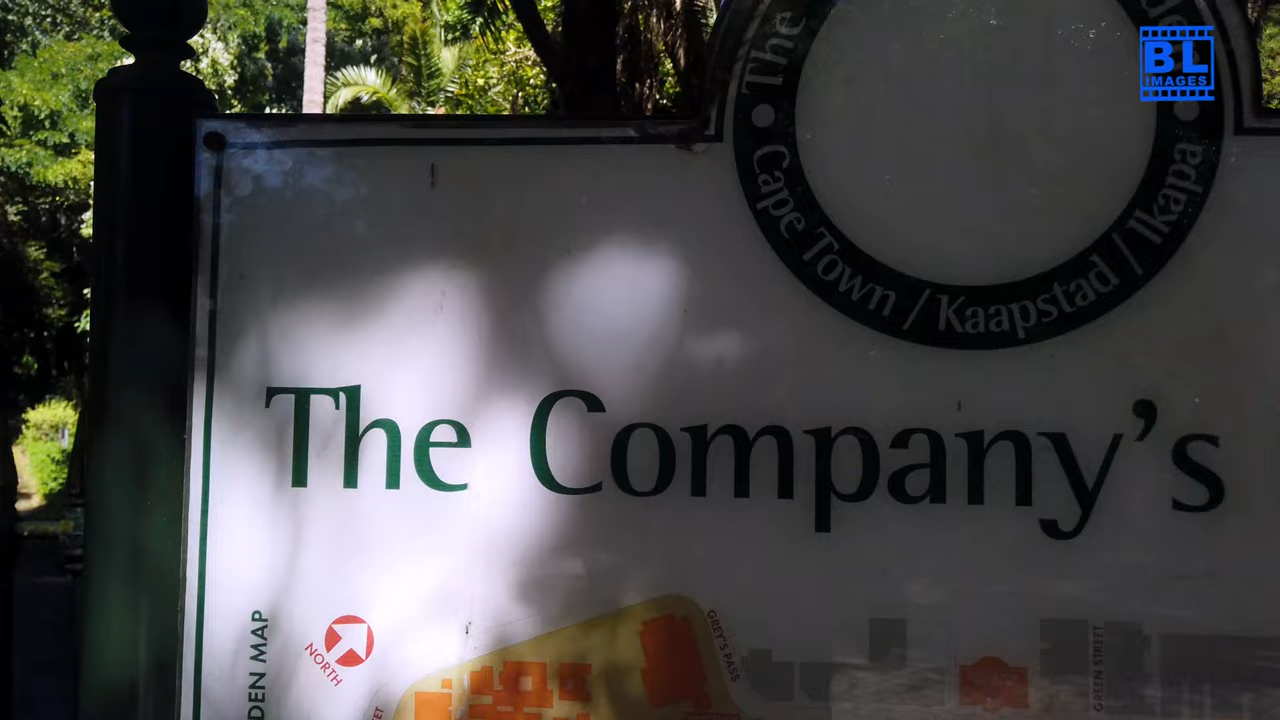 BL
IMAGES
The
Cape Town / Kaapstad / Ikapa
The Company's
DEN MAP
NORTH
GREY'S PASS
GREEN STREET